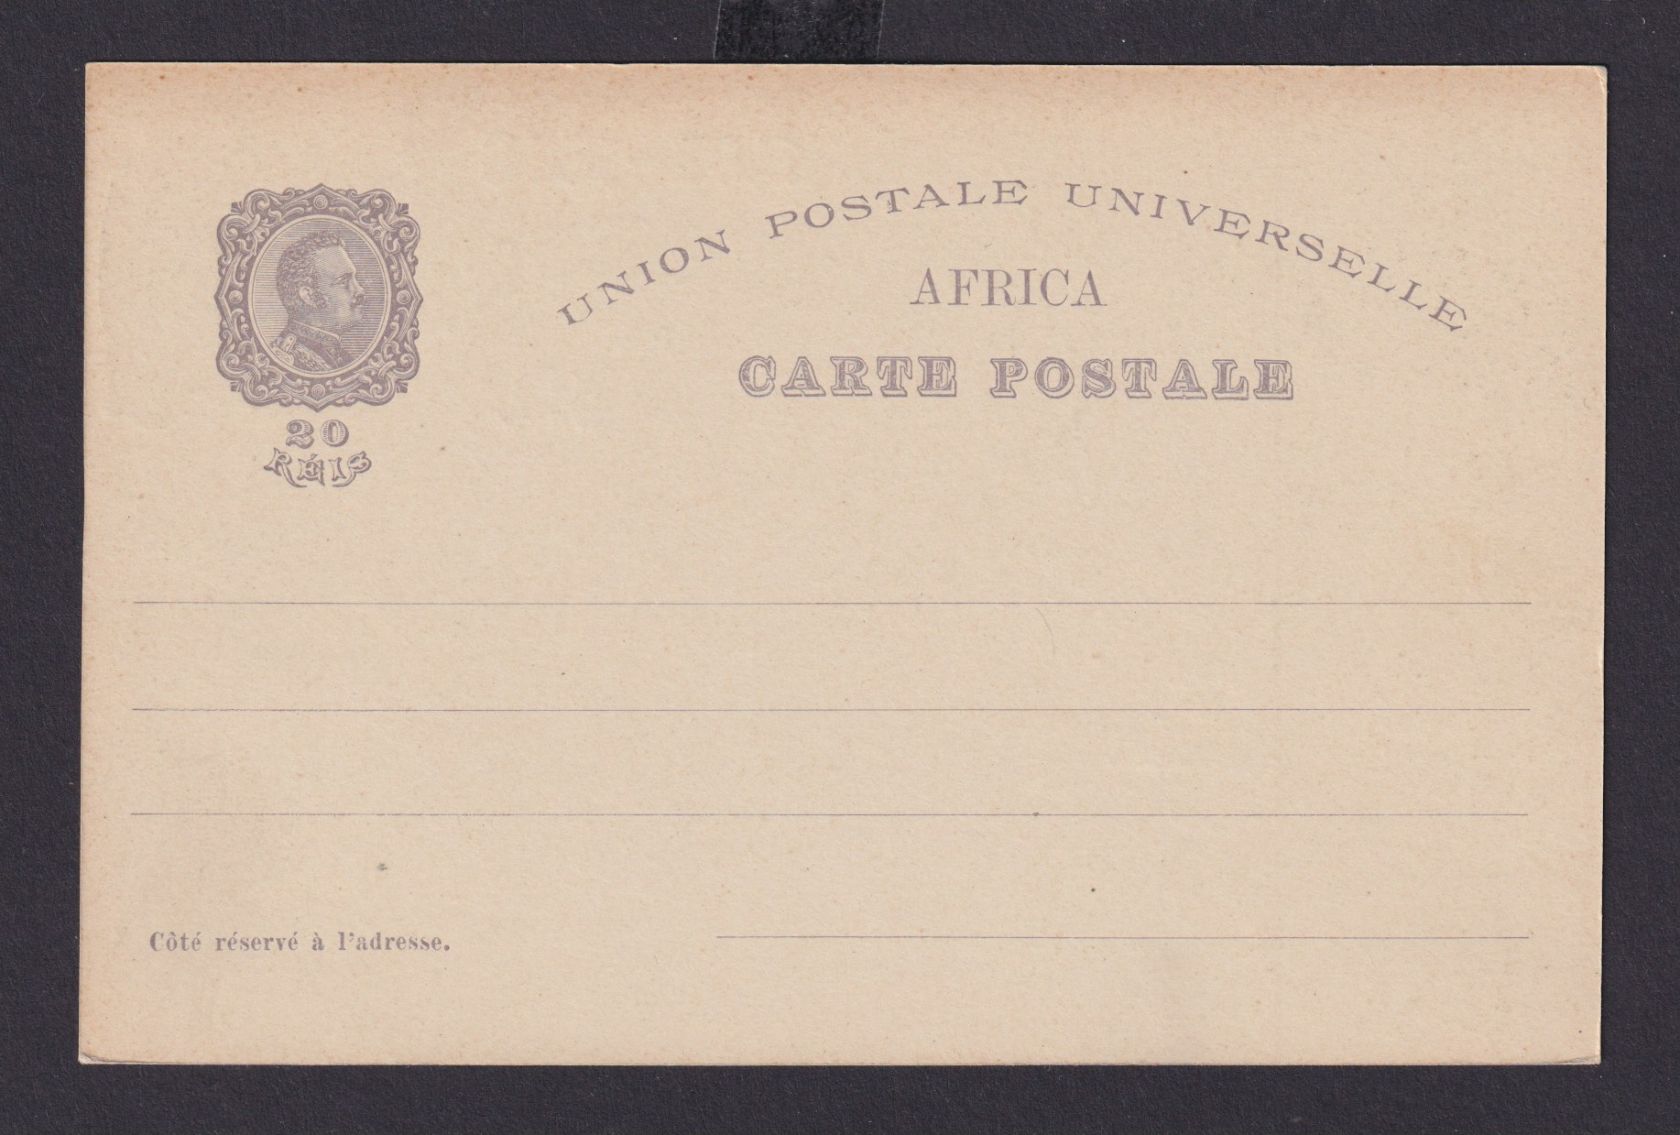 UNION POSTALE UNIVERSELLE
AFRICA
CARTE POSTALE
20
RÉIS
Côté réservé à l'adresse.